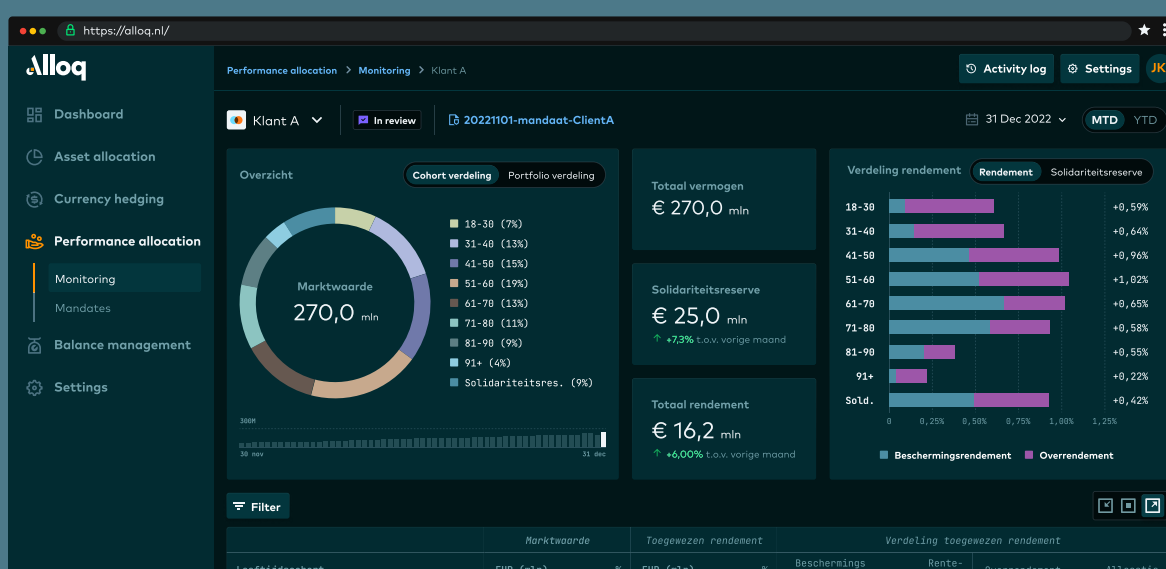 https://alloq.nl/
Alloq
Performance allocation > Monitoring > Klant A
Activity log
Settings
JK
Dashboard
Asset allocation
Currency hedging
Performance allocation
Monitoring
Mandates
Balance management
Settings
Klant A
In review
20221101-mandaat-ClientA
31 Dec 2022
MTD YTD
Overzicht
Cohort verdeling Portfolio verdeling
Marktwaarde
270,0 mln
18-30 (7%)
31-40 (13%)
41-50 (15%)
51-60 (19%)
61-70 (13%)
71-80 (11%)
81-90 (9%)
91+ (4%)
Solidariteitsres. (9%)
300M
30 nov 31 dec
Totaal vermogen
€ 270,0 mln
Solidariteitsreserve
€ 25,0 mln
+7,3% t.o.v. vorige maand
Totaal rendement
€ 16,2 mln
+6,00% t.o.v. vorige maand
Verdeling rendement
Rendement Solidariteitsreserve
18-30 +0,59%
31-40 +0,64%
41-50 +0,96%
51-60 +1,02%
61-70 +0,65%
71-80 +0,58%
81-90 +0,55%
91+ +0,22%
Sold. +0,42%
0 0,25% 0,50% 0,75% 1,00% 1,25%
Beschermingsrendement Overrendement
Filter
Marktwaarde Toegewezen rendement Verdeling toegewezen rendement
Beschermings Rente-